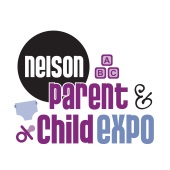 nelson
A
B C
parent &
child expo